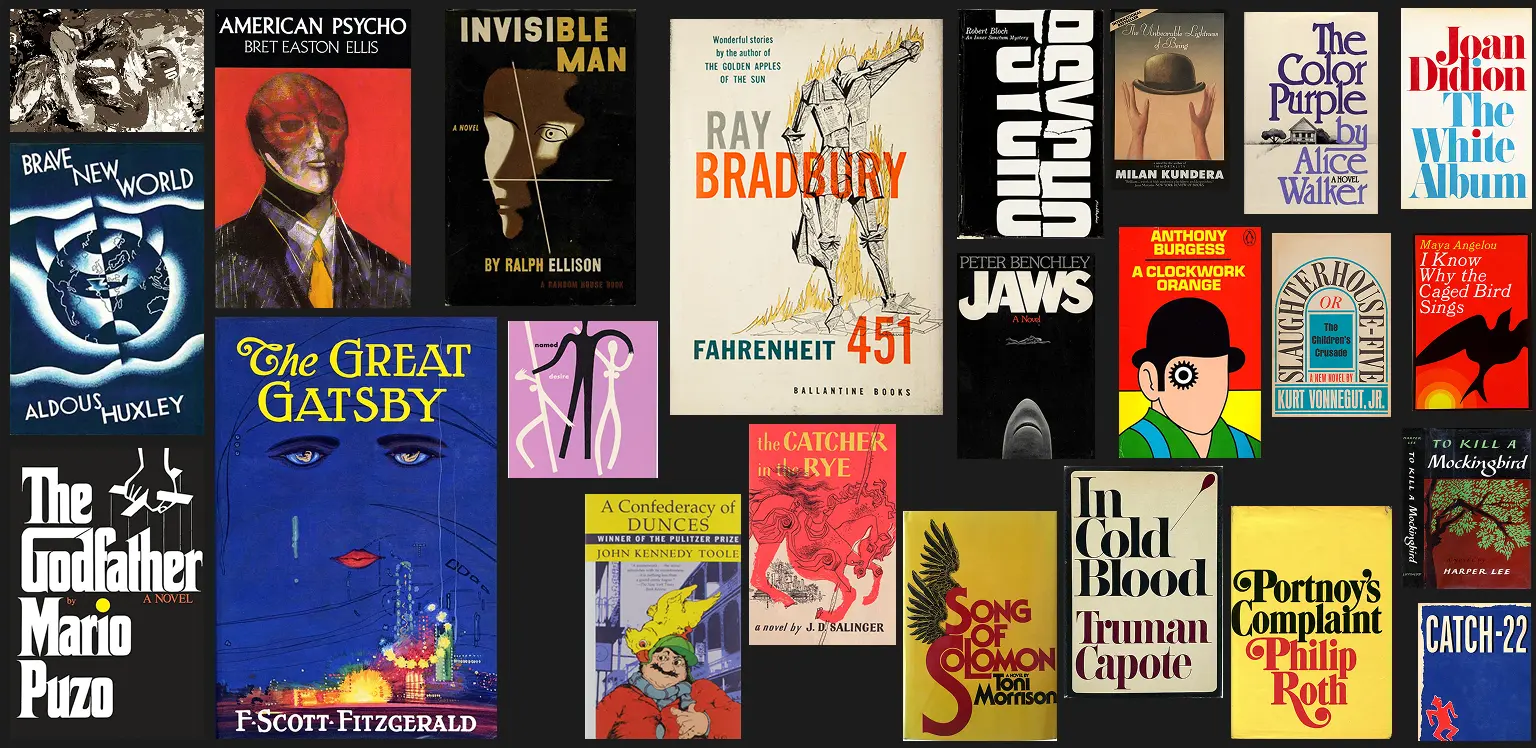 AMERICAN PSYCHO
BRET EASTON ELLIS
BRAVE
NEW
WORLD
ALDOUS
HUXLEY
The
Godfather
by
A NOVEL
Mario
Puzo
The GREAT
GATSBY
F·SCOTT·FITZGERALD
INVISIBLE
MAN
A NOVEL
BY RALPH ELLISON
A RANDOM HOUSE BOOK
named
desire
A Confederacy of
DUNCES
WINNER OF THE PULITZER PRIZE
JOHN KENNEDY TOOLE
Wonderful stories
by the author of
THE GOLDEN APPLES
OF THE SUN
RAY
BRADBURY
FAHRENHEIT 451
BALLANTINE BOOKS
the CATCHER
in the RYE
a novel by J. D. SALINGER
Robert Bloch
An Inner Sanctum Mystery
PSYCHO
PETER BENCHLEY
JAWS
A Novel
SONG
OF
SOLOMON
A NOVEL BY
Toni
Morrison
The Unbearable Lightness
of Being
MILAN KUNDERA
ANTHONY
BURGESS
A CLOCKWORK
ORANGE
In
Cold
Blood
Truman
Capote
The
Color
Purple
by
Alice
A NOVEL
Walker
SLAUGHTERHOUSE-FIVE
OR
The
Children's
Crusade
A NEW NOVEL BY
KURT VONNEGUT, JR.
Portnoy's
Complaint
Philip
Roth
Joan
Didion
The
White
Album
Maya Angelou
I Know
Why the
Caged Bird
Sings
HARPER
LEE
TO KILL A Mockingbird
TO KILL A
Mockingbird
HARPER LEE
CATCH-22